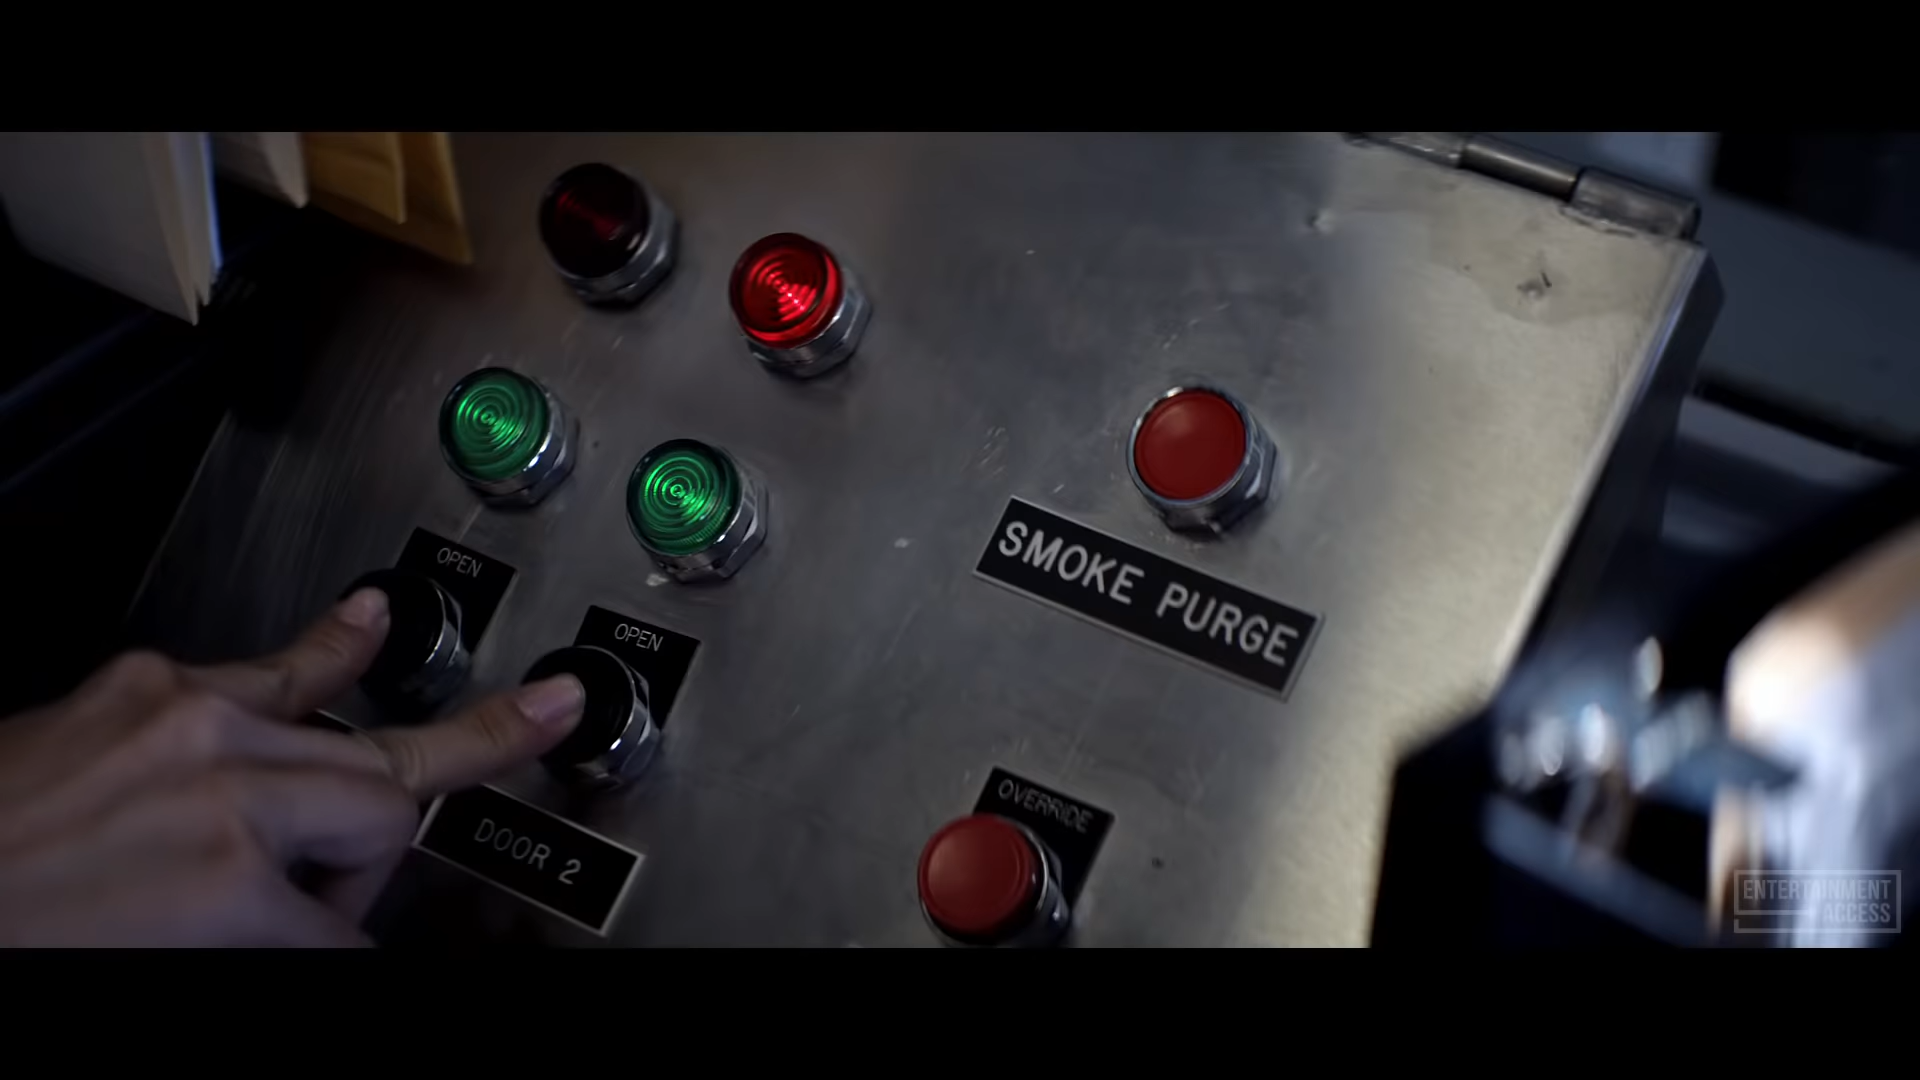 OPEN
OPEN
SMOKE PURGE
OVERRIDE
DOOR 2
ENTERTAINMENT
ACCESS